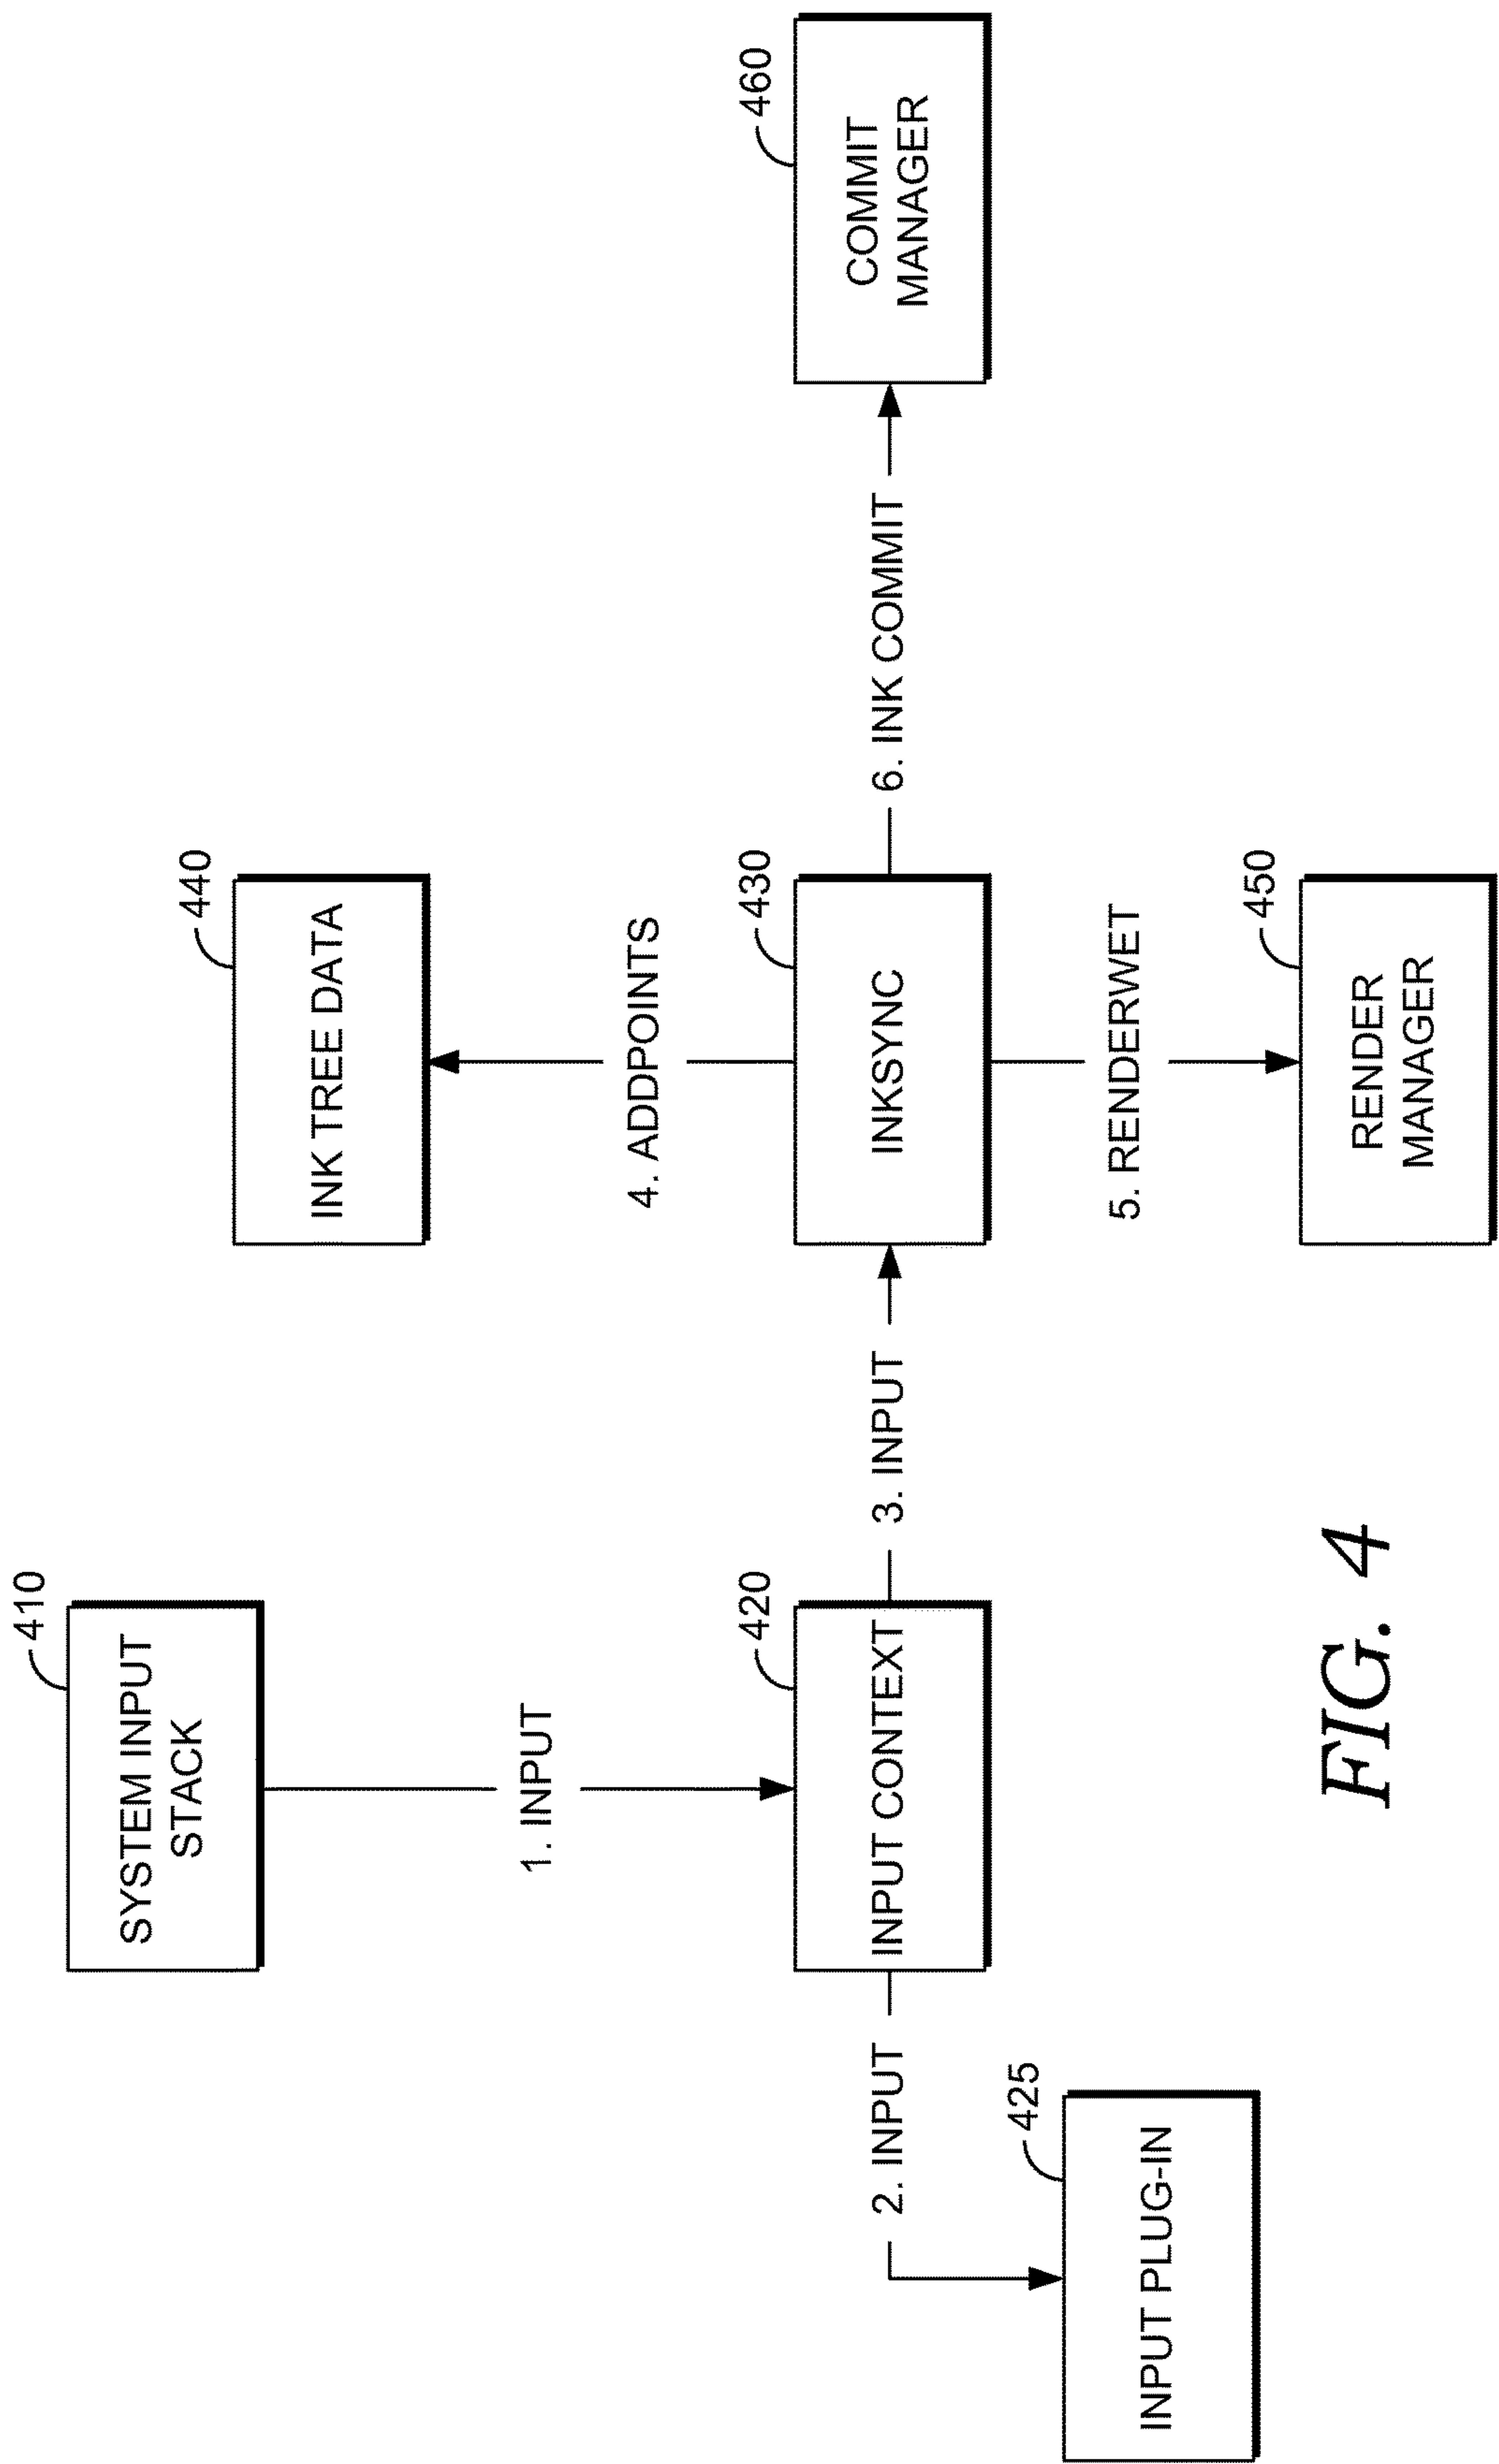 410
SYSTEM INPUT
STACK
1. INPUT
420
INPUT CONTEXT
2. INPUT
425
INPUT PLUG-IN
3. INPUT
440
INK TREE DATA
4. ADDPOINTS
430
INKSYNC
5. RENDERWET
450
RENDER
MANAGER
6. INK COMMIT
460
COMMIT
MANAGER
FIG. 4